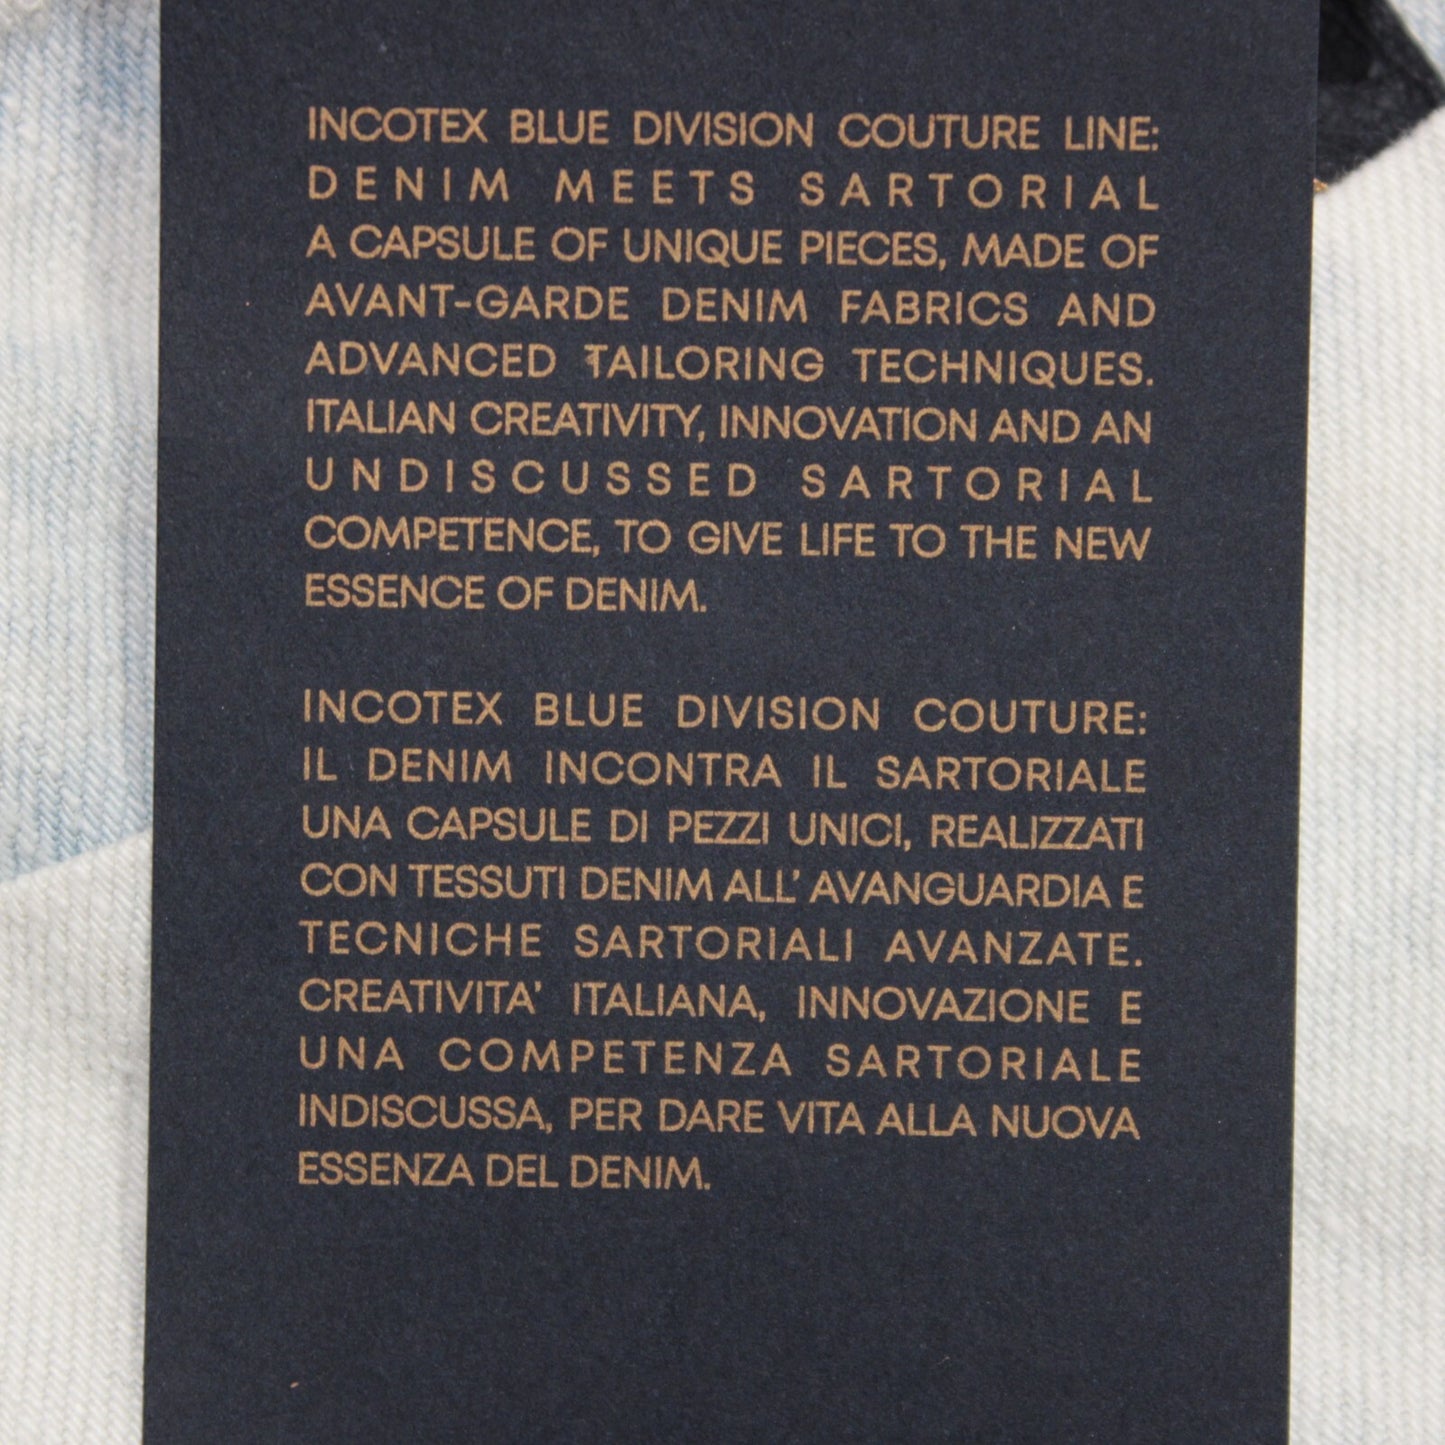 INCOTEX BLUE DIVISION COUTURE LINE:
DENIM MEETS SARTORIAL
A CAPSULE OF UNIQUE PIECES, MADE OF
AVANT-GARDE DENIM FABRICS AND
ADVANCED TAILORING TECHNIQUES.
ITALIAN CREATIVITY, INNOVATION AND AN
UNDISCUSSED SARTORIAL
COMPETENCE, TO GIVE LIFE TO THE NEW
ESSENCE OF DENIM.
INCOTEX BLUE DIVISION COUTURE:
IL DENIM INCONTRA IL SARTORIALE
UNA CAPSULE DI PEZZI UNICI, REALIZZATI
CON TESSUTI DENIM ALL' AVANGUARDIA E
TECNICHE SARTORIALI AVANZATE.
CREATIVITA' ITALIANA, INNOVAZIONE E
UNA COMPETENZA SARTORIALE
INDISCUSSA, PER DARE VITA ALLA NUOVA
ESSENZA DEL DENIM.